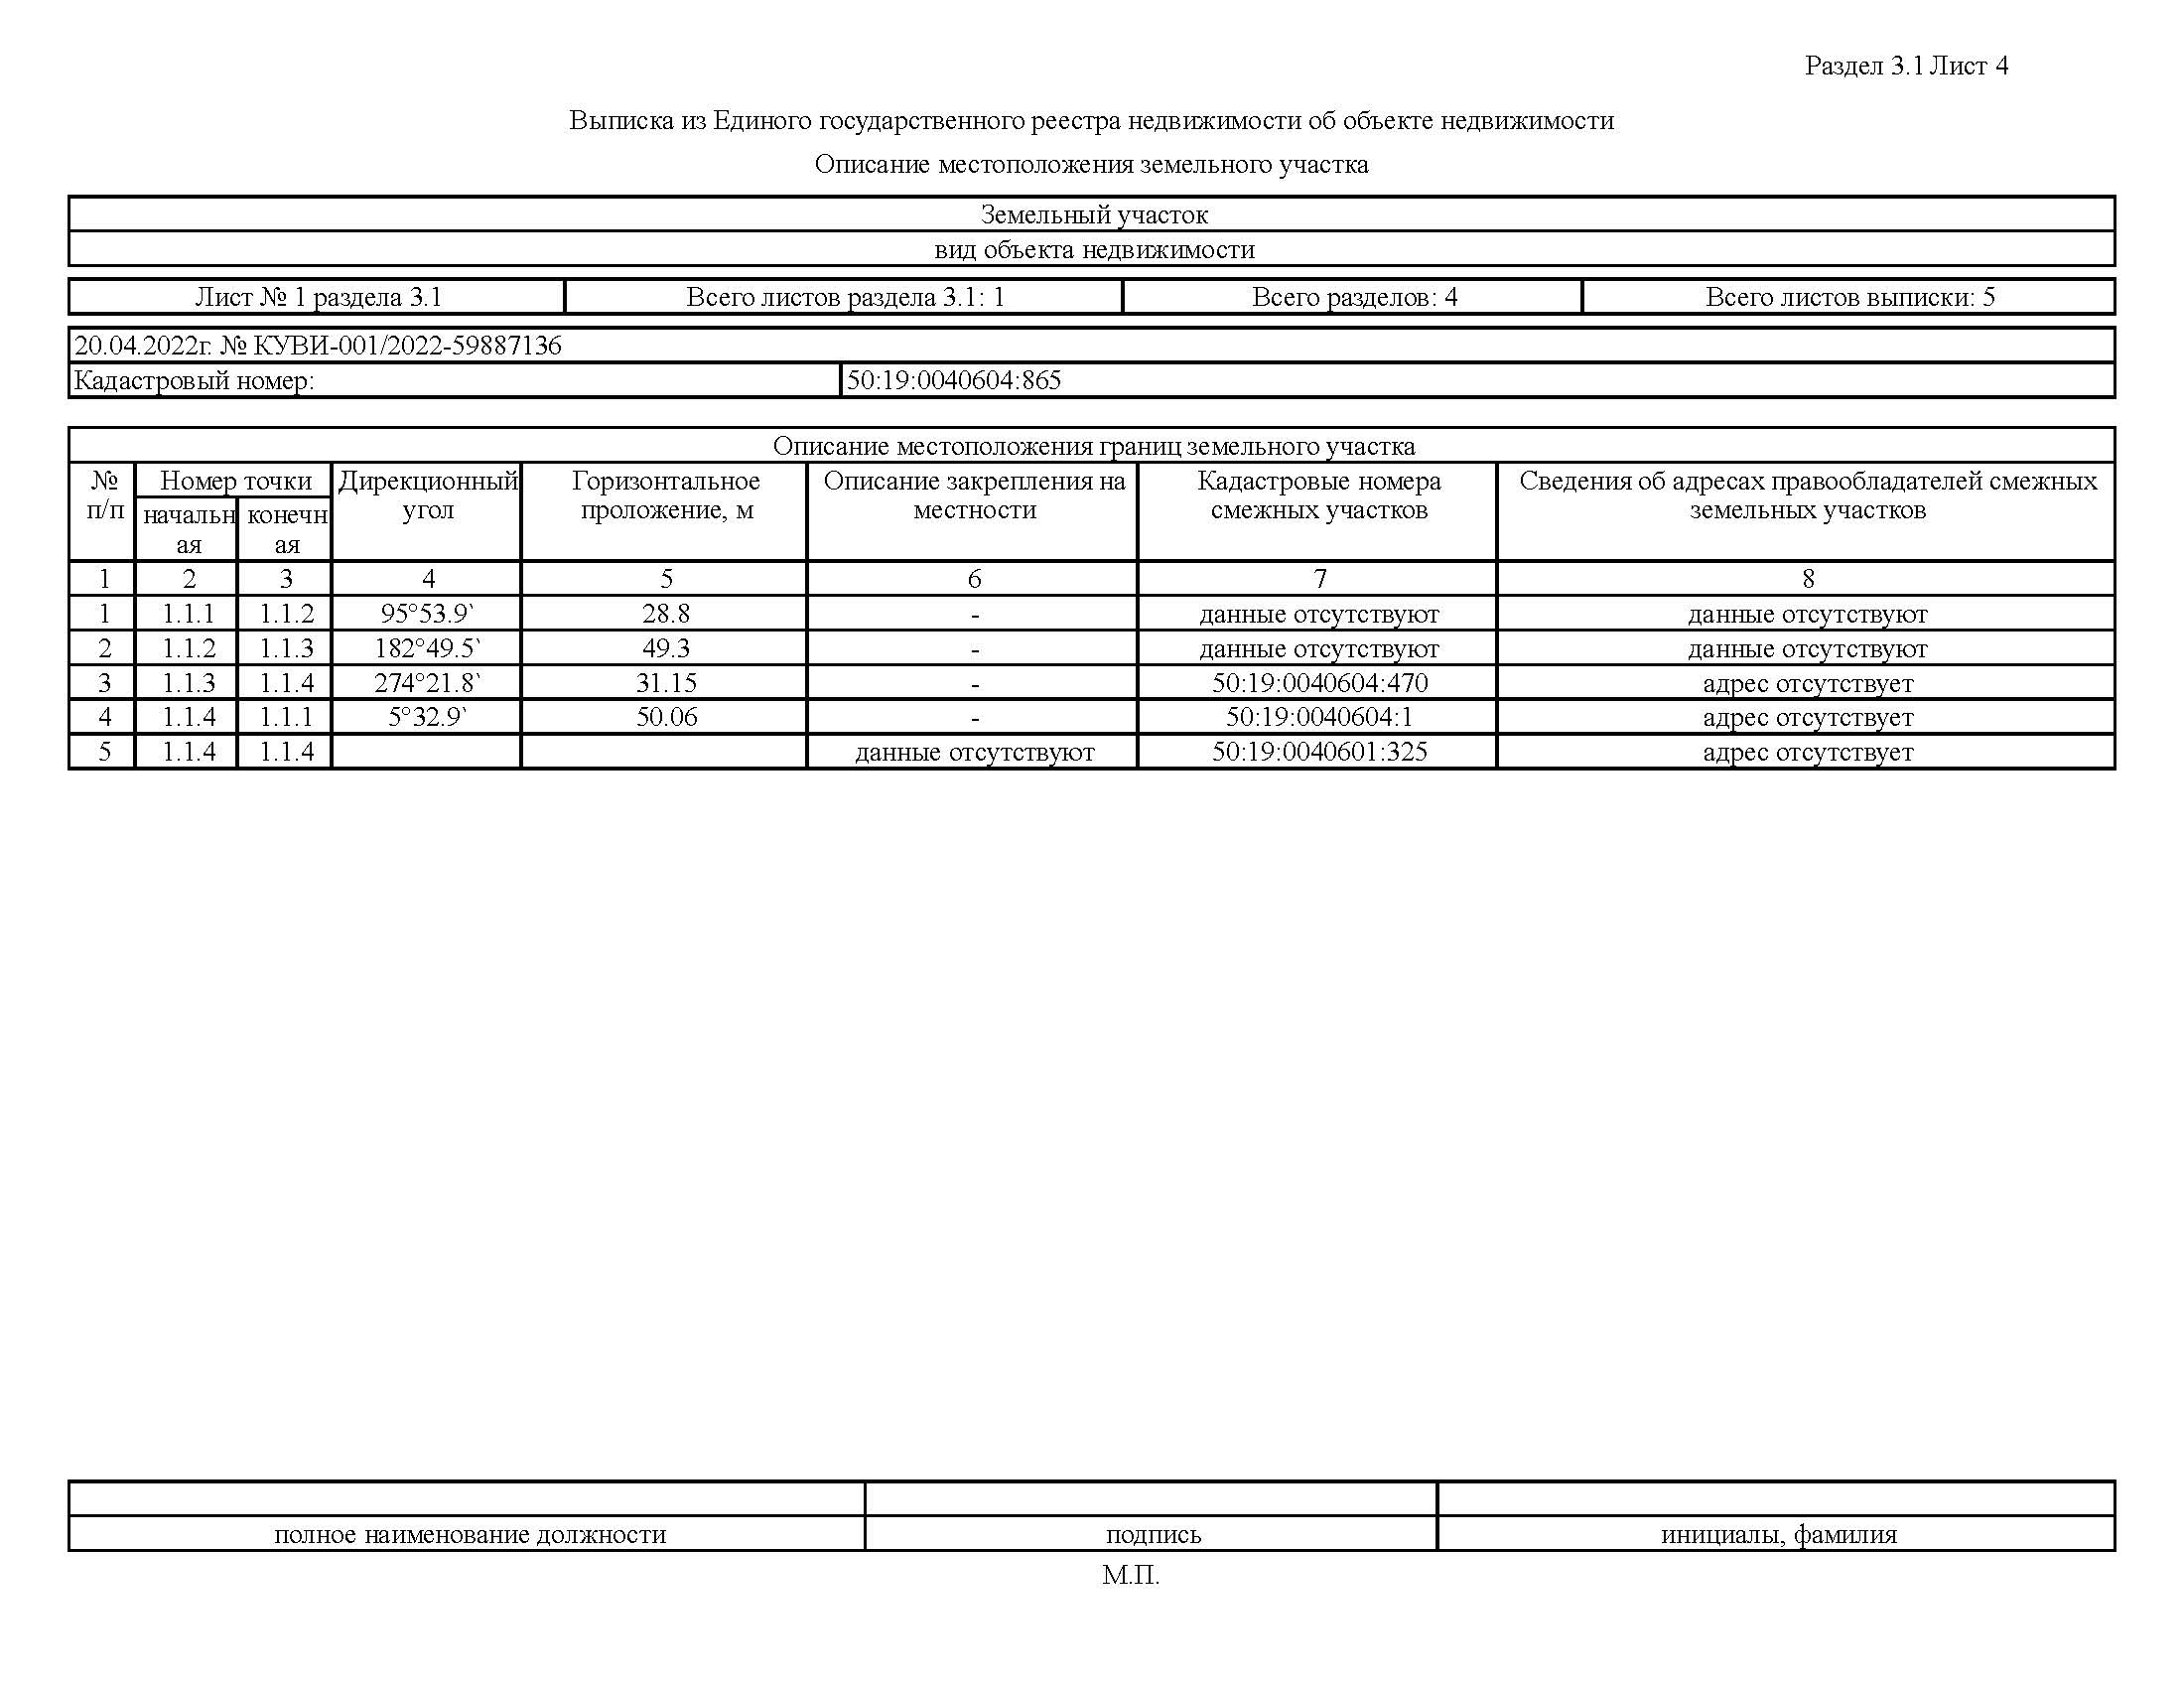 Раздел 3.1 Лист 4
Выписка из Единого государственного реестра недвижимости об объекте недвижимости
Описание местоположения земельного участка
Земельный участок
вид объекта недвижимости
Лист № 1 раздела 3.1 Всего листов раздела 3.1: 1 Всего разделов: 4 Всего листов выписки: 5
20.04.2022г. № КУВИ-001/2022-59887136
Кадастровый номер: 50:19:0040604:865
Описание местоположения границ земельного участка
№ Номер точки Дирекционный Горизонтальное Описание закрепления на Кадастровые номера Сведения об адресах правообладателей смежных
п/п начальн конечн угол проложение, м местности смежных участков земельных участков
ая ая
1 2 3 4 5 6 7 8
1 1.1.1 1.1.2 95°53.9` 28.8 - данные отсутствуют данные отсутствуют
2 1.1.2 1.1.3 182°49.5` 49.3 - данные отсутствуют данные отсутствуют
3 1.1.3 1.1.4 274°21.8` 31.15 - 50:19:0040604:470 адрес отсутствует
4 1.1.4 1.1.1 5°32.9` 50.06 - 50:19:0040604:1 адрес отсутствует
5 1.1.4 1.1.4 данные отсутствуют 50:19:0040601:325 адрес отсутствует
полное наименование должности подпись инициалы, фамилия
М.П.